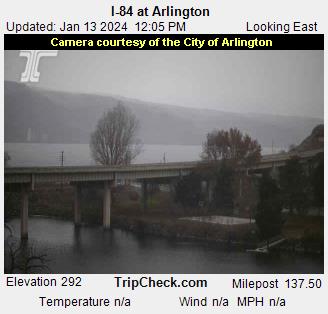 I-84 at Arlington
Updated: Jan 13 2024 12:05 PM Looking East
Camera courtesy of the City of Arlington
Elevation 292 TripCheck.com Milepost 137.50
Temperature n/a Wind n/a MPH n/a